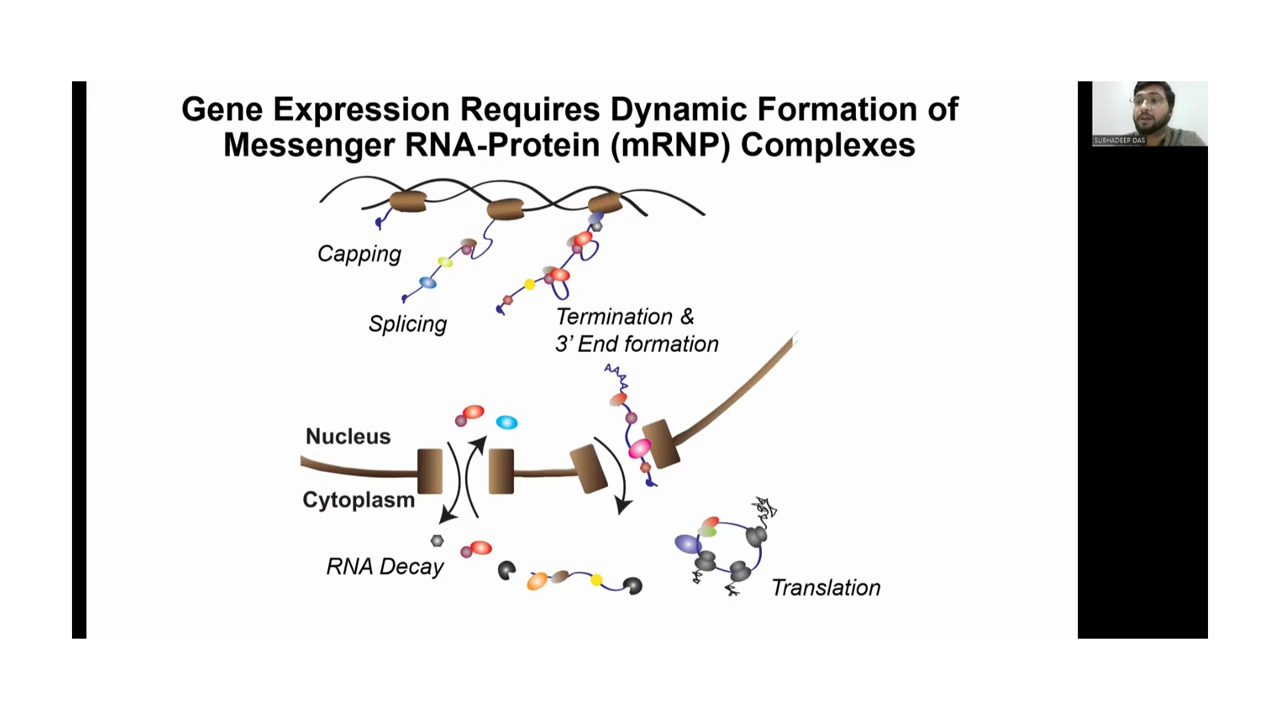 Gene Expression Requires Dynamic Formation of
Messenger RNA-Protein (mRNP) Complexes
SUBHADEEP DAS
Capping
Splicing
Termination &
3’ End formation
AAAA
Nucleus
Cytoplasm
RNA Decay
Translation